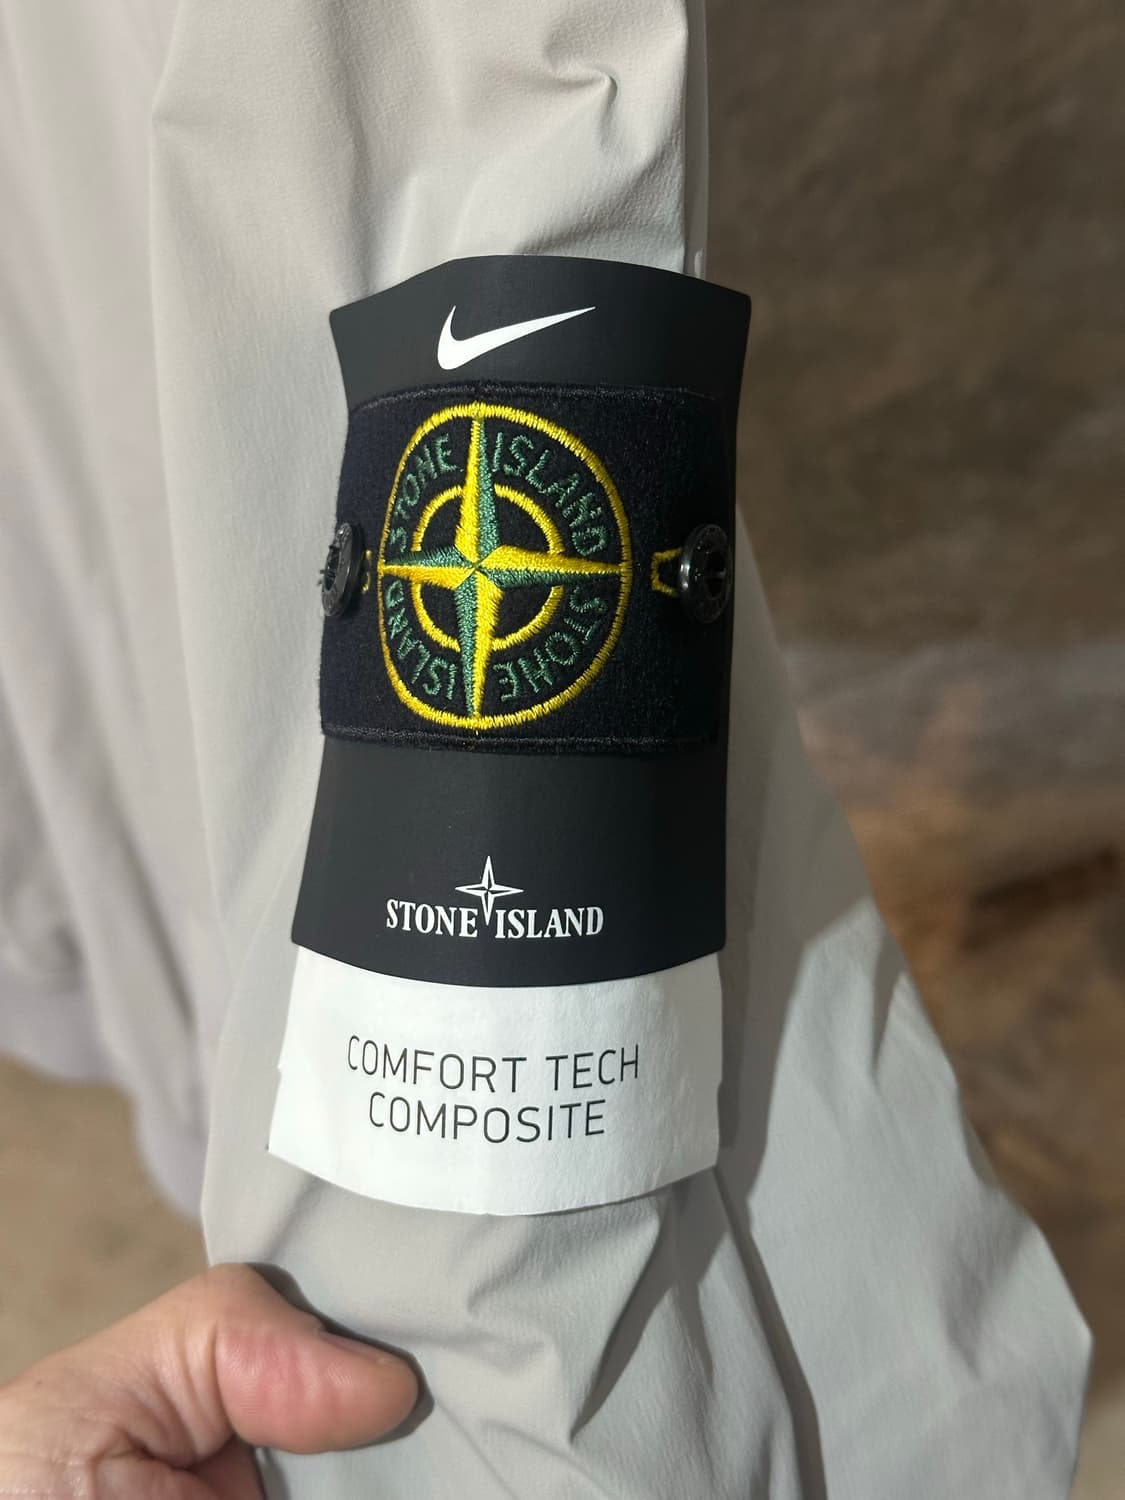 STONE ISLAND STONE ISLAND
STONE ISLAND
COMFORT TECH
COMPOSITE